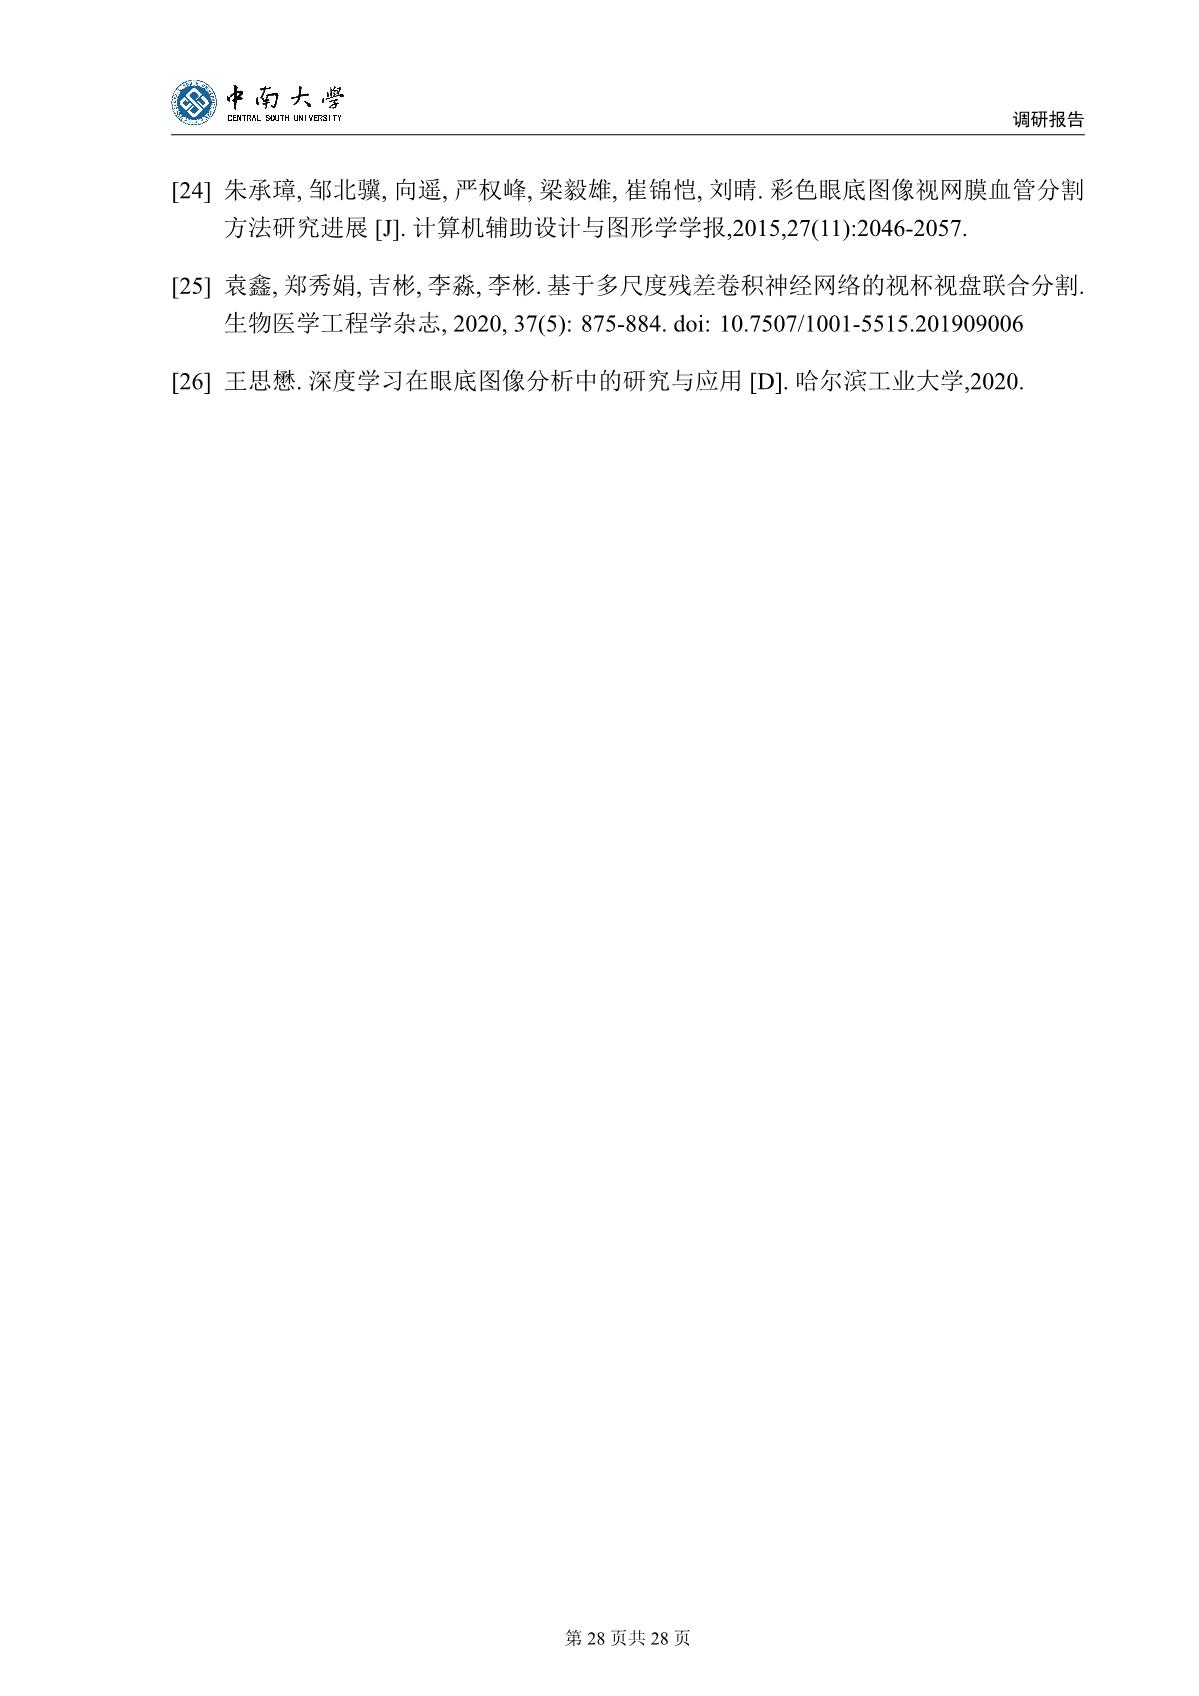 中南大學
CENTRAL SOUTH UNIVERSITY
调研报告
[24] 朱承璋, 邹北骥, 向遥, 严权峰, 梁毅雄, 崔锦恺, 刘晴. 彩色眼底图像视网膜血管分割
方法研究进展 [J]. 计算机辅助设计与图形学学报,2015,27(11):2046-2057.
[25] 袁鑫, 郑秀娟, 吉彬, 李淼, 李彬. 基于多尺度残差卷积神经网络的视杯视盘联合分割.
生物医学工程学杂志, 2020, 37(5): 875-884. doi: 10.7507/1001-5515.201909006
[26] 王思懋. 深度学习在眼底图像分析中的研究与应用 [D]. 哈尔滨工业大学,2020.
第 28 页共 28 页